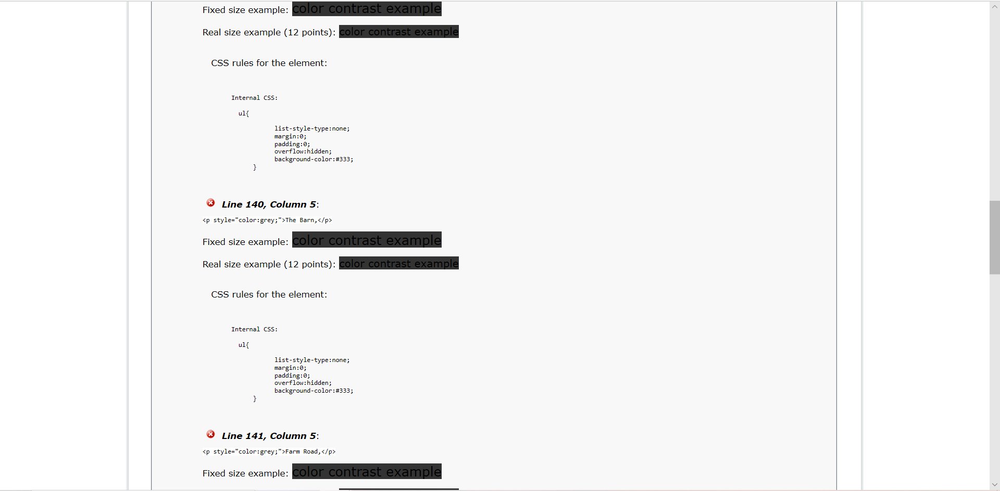 Fixed size example: color contrast example
Real size example (12 points): color contrast example
CSS rules for the element:
Internal CSS:
ul{
list-style-type:none;
margin:0;
padding:0;
overflow:hidden;
background-color:#333;
}
Line 140, Column 5:
<p style="color:grey;">The Barn,</p>
Fixed size example: color contrast example
Real size example (12 points): color contrast example
CSS rules for the element:
Internal CSS:
ul{
list-style-type:none;
margin:0;
padding:0;
overflow:hidden;
background-color:#333;
}
Line 141, Column 5:
<p style="color:grey;">Farm Road,</p>
Fixed size example: color contrast example